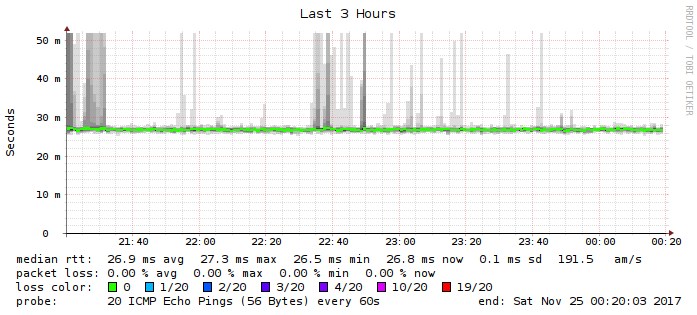 Last 3 Hours
RRDTOOL / TOBI OETIKER
Seconds
50 m
40 m
30 m
20 m
10 m
0
21:40 22:00 22:20 22:40 23:00 23:20 23:40 00:00 00:20
median rtt: 26.9 ms avg 27.3 ms max 26.5 ms min 26.8 ms now 0.1 ms sd 191.5 am/s
packet loss: 0.00 % avg 0.00 % max 0.00 % min 0.00 % now
loss color: 0 1/20 2/20 3/20 4/20 10/20 19/20
probe: 20 ICMP Echo Pings (56 Bytes) every 60s end: Sat Nov 25 00:20:03 2017